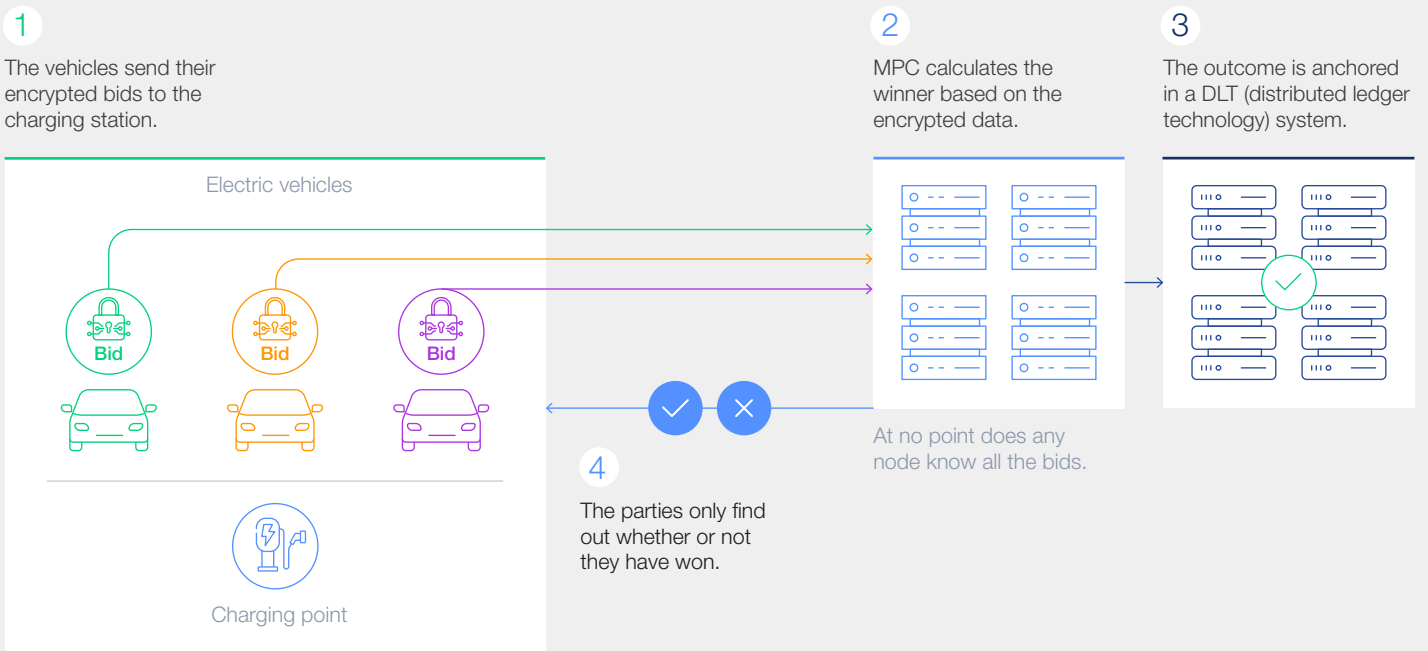 1
The vehicles send their
encrypted bids to the
charging station.
2
MPC calculates the
winner based on the
encrypted data.
3
The outcome is anchored
in a DLT (distributed ledger
technology) system.
Electric vehicles
Bid
Bid
Bid
At no point does any
node know all the bids.
4
The parties only find
out whether or not
they have won.
Charging point